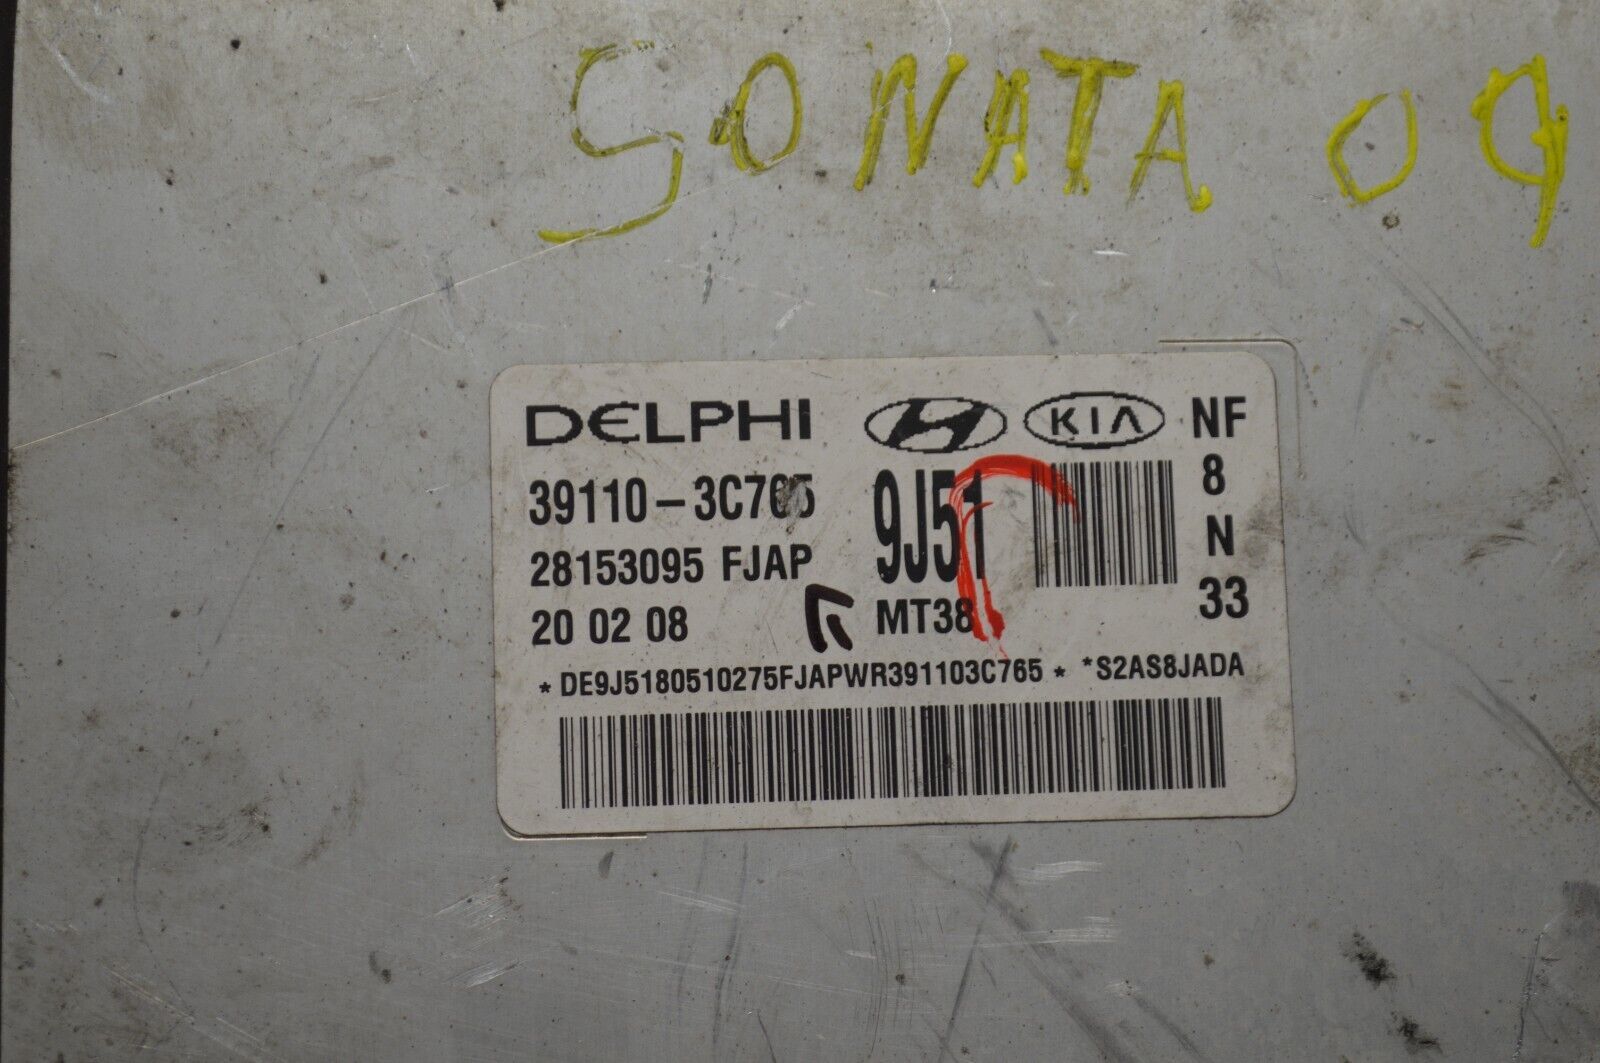 SONATA 09
DELPHI KIA NF
39110-3C765 9J51 8
28153095 FJAP N
20 02 08 MT38 33
*DE9J5180510275FJAPWR391103C765* *S2AS8JADA